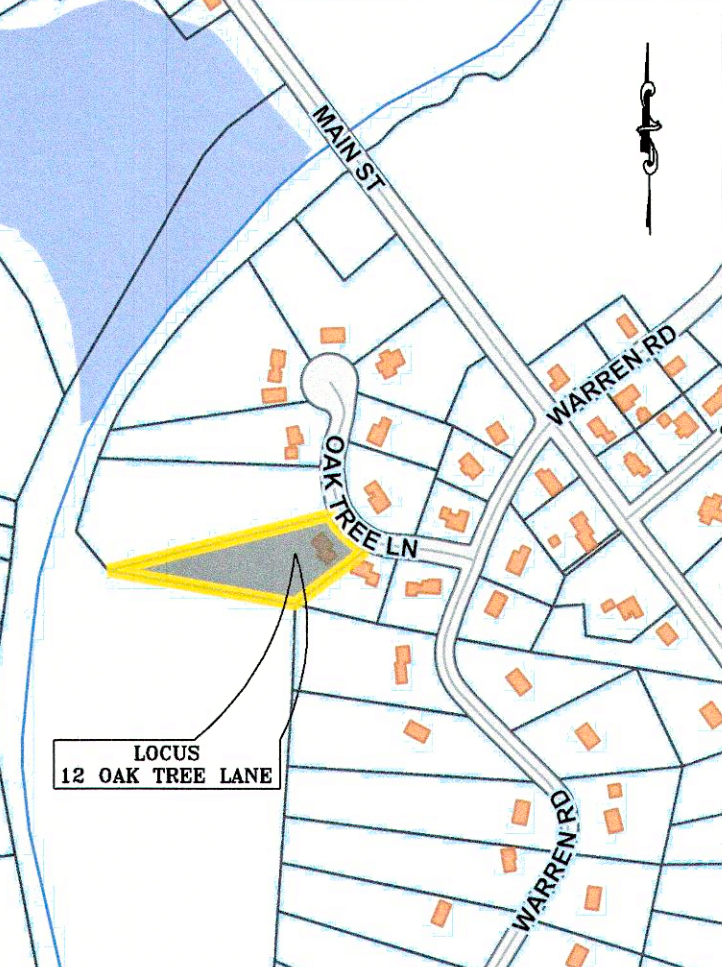 MAIN ST
WARREN RD
OAK TREE LN
LOCUS
12 OAK TREE LANE
WARREN RD